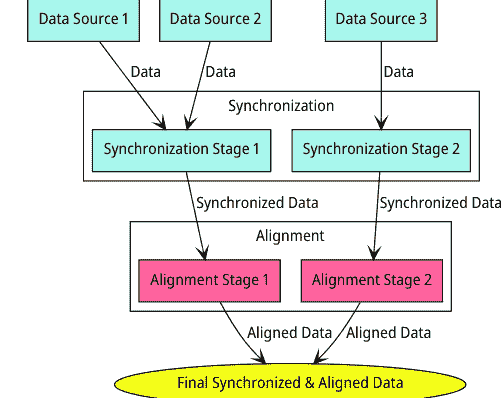 Data Source 1
Data Source 2
Data Source 3
Data
Data
Data
Synchronization
Synchronization Stage 1
Synchronization Stage 2
Synchronized Data
Synchronized Data
Alignment
Alignment Stage 1
Alignment Stage 2
Aligned Data
Aligned Data
Final Synchronized & Aligned Data